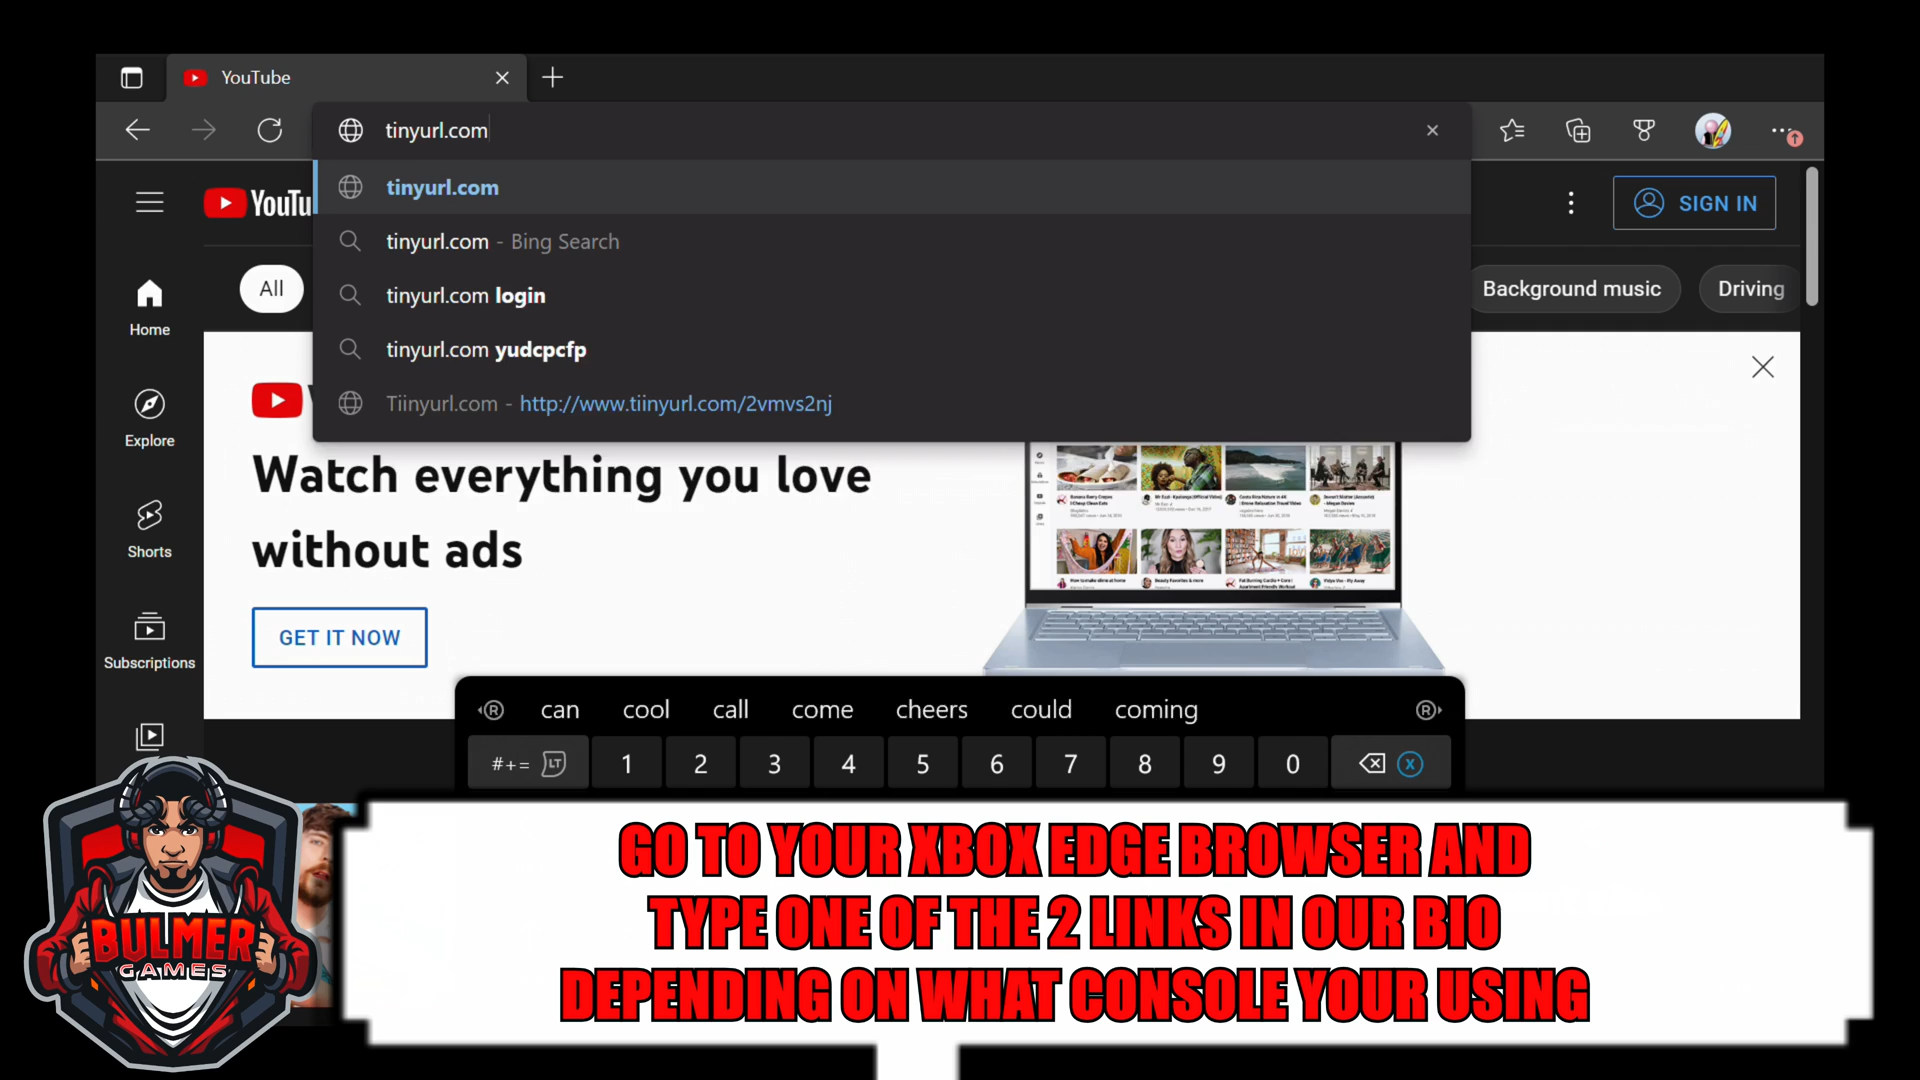 YouTube
tinyurl.com
tinyurl.com
tinyurl.com - Bing Search
tinyurl.com login
tinyurl.com yudcpcfp
Tiinyurl.com - http://www.tiinyurl.com/2vmvs2nj
YouTu
SIGN IN
All
Background music
Driving
Home
Explore
Shorts
Subscriptions
Watch everything you love
without ads
GET IT NOW
R can cool call come cheers could coming R
#+= LT 1 2 3 4 5 6 7 8 9 0 X
GO TO YOUR XBOX EDGE BROWSER AND
TYPE ONE OF THE 2 LINKS IN OUR BIO
DEPENDING ON WHAT CONSOLE YOUR USING
BULMER
GAMES